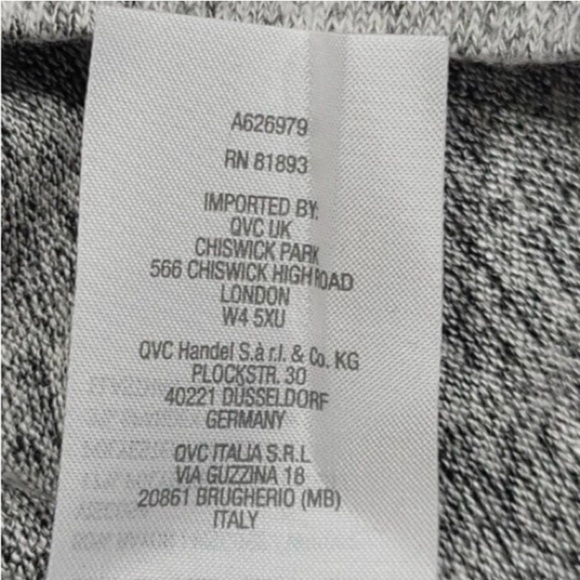 A626979
RN 81893
IMPORTED BY:
QVC UK
CHISWICK PARK
566 CHISWICK HIGH ROAD
LONDON
W4 5XU
QVC Handel S.à r.l. & Co. KG
PLOCKSTR. 30
40221 DÜSSELDORF
GERMANY
QVC ITALIA S.R.L
VIA GUZZINA 18
20861 BRUGHERIO (MB)
ITALY